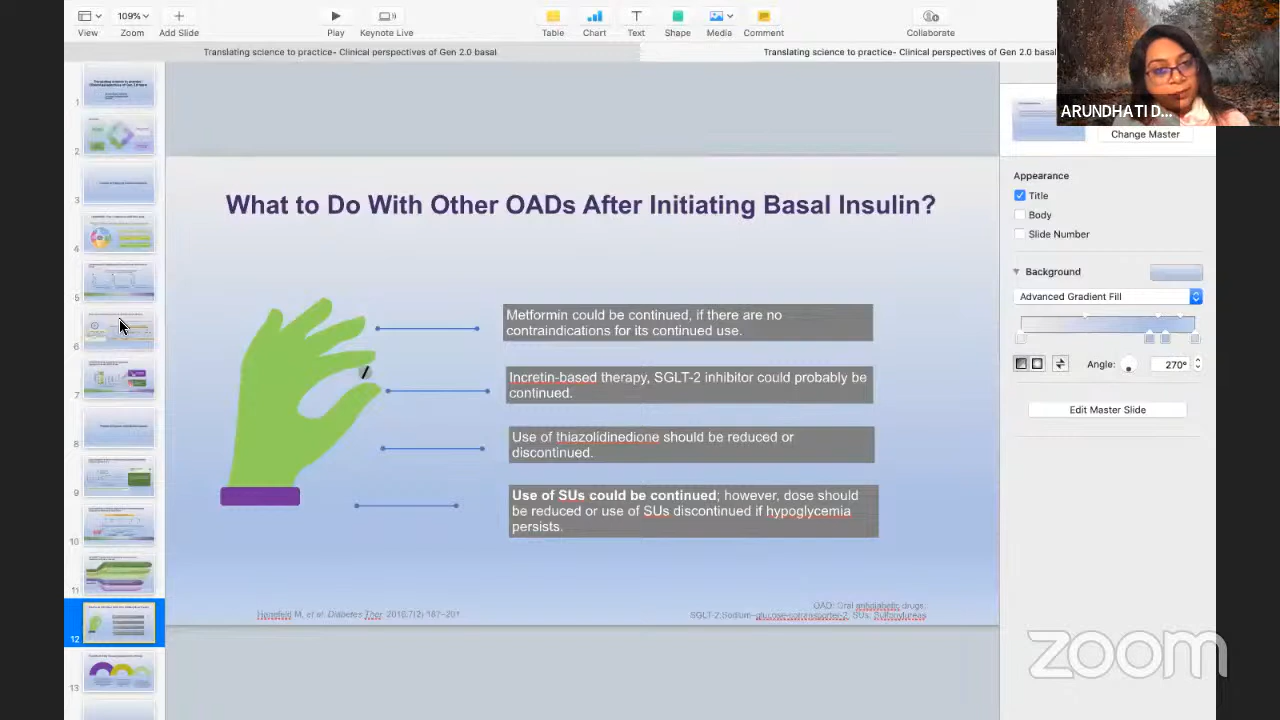 109%
View
Zoom
Add Slide
Play
Keynote Live
Table
Chart
Text
Shape
Media
Comment
Collaborate
Translating science to practice- Clinical perspectives of Gen 2.0 basal
Translating science to practice- Clinical perspectives of Gen 2.0 basal
ARUNDHATI D...
1
2
3
4
5
6
7
8
9
10
11
12
13
What to Do With Other OADs After Initiating Basal Insulin?
Metformin could be continued, if there are no
contraindications for its continued use.
Incretin-based therapy, SGLT-2 inhibitor could probably be
continued.
Use of thiazolidinedione should be reduced or
discontinued.
Use of SUs could be continued; however, dose should
be reduced or use of SUs discontinued if hypoglycemia
persists.
et al. Diabetes Ther.
OAD: Oral antidiabetic drugs,
Change Master
Appearance
Title
Body
Slide Number
Background
Advanced Gradient Fill
Angle:
270°
Edit Master Slide
zoom